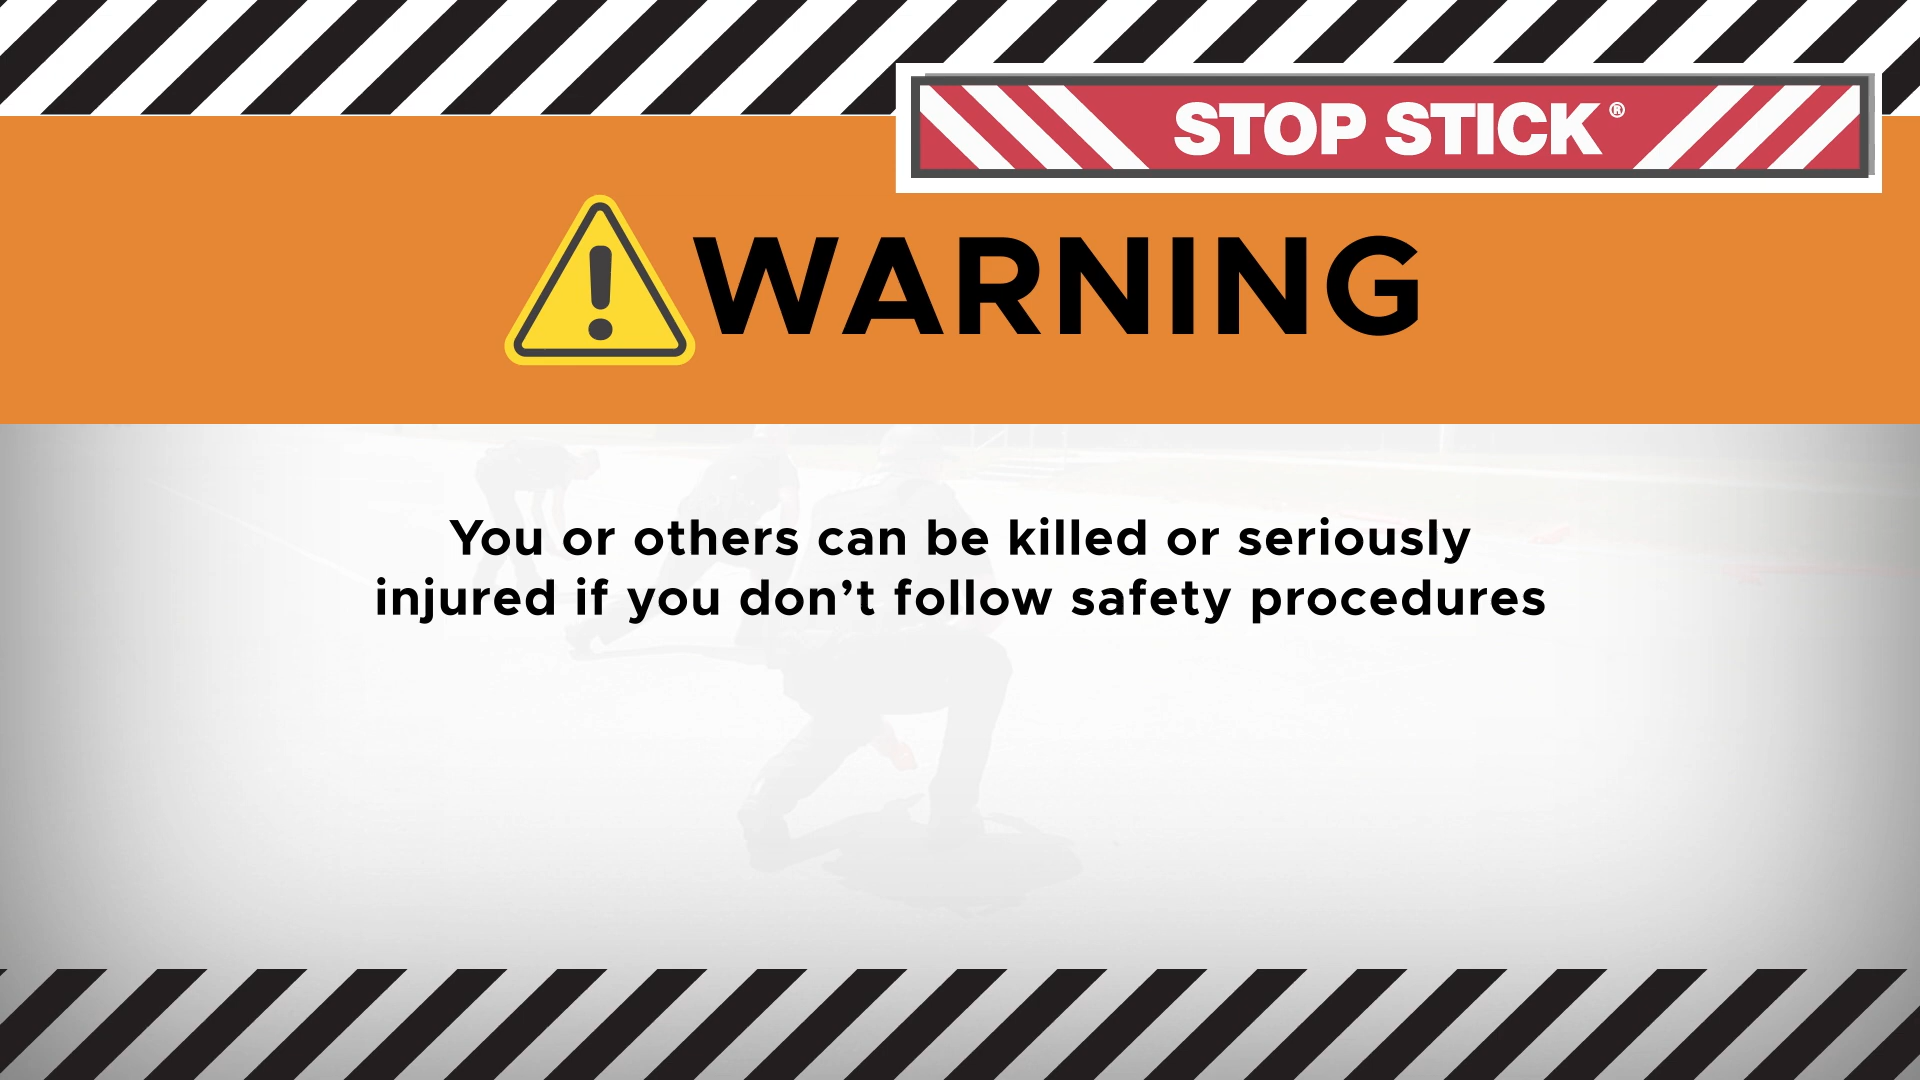 STOP STICK®
WARNING
You or others can be killed or seriously
injured if you don’t follow safety procedures